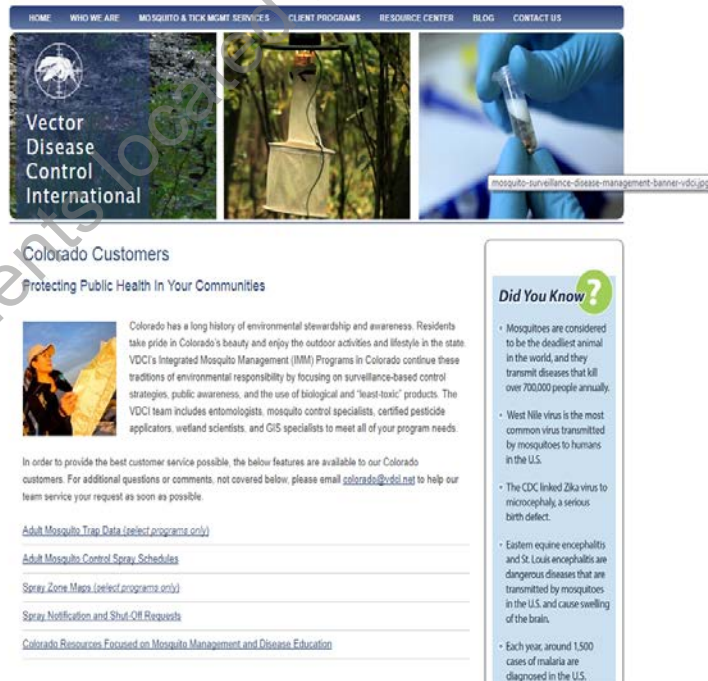 HOME WHO WE ARE MOSQUITO & TICK MGMT SERVICES CLIENT PROGRAMS RESOURCE CENTER BLOG CONTACT US
Vector
Disease
Control
International
mosquito-surveillance-disease-management-banner-vdci.jpg
Colorado Customers
Protecting Public Health In Your Communities
Colorado has a long history of environmental stewardship and awareness. Residents
take pride in Colorado's beauty and enjoy the outdoor activities and lifestyle in the state.
VDCI's Integrated Mosquito Management (IMM) Programs in Colorado continue these
traditions of environmental responsibility by focusing on surveillance-based control
strategies, public awareness, and the use of biological and "least-toxic" products. The
VDCI team includes entomologists, mosquito control specialists, certified pesticide
applicators, wetland scientists, and GIS specialists to meet all of your program needs.
In order to provide the best customer service possible, the below features are available to our Colorado
customers. For additional questions or comments, not covered below, please email colorado@vdci.net to help our
team service your request as soon as possible.
Adult Mosquito Trap Data (select programs only)
Adult Mosquito Control Spray Schedules
Spray Zone Maps (select programs only)
Spray Notification and Shut-Off Requests
Colorado Resources Focused on Mosquito Management and Disease Education
Did You Know?
• Mosquitoes are considered
to be the deadliest animal
in the world, and they
transmit diseases that kill
over 700,000 people annually.
• West Nile virus is the most
common virus transmitted
by mosquitoes to humans
in the U.S.
• The CDC linked Zika virus to
microcephaly, a serious
birth defect.
• Eastern equine encephalitis
and St. Louis encephalitis are
dangerous diseases that are
transmitted by mosquitoes
in the U.S. and cause swelling
of the brain.
• Each year, around 1,500
cases of malaria are
diagnosed in the U.S.
ents located